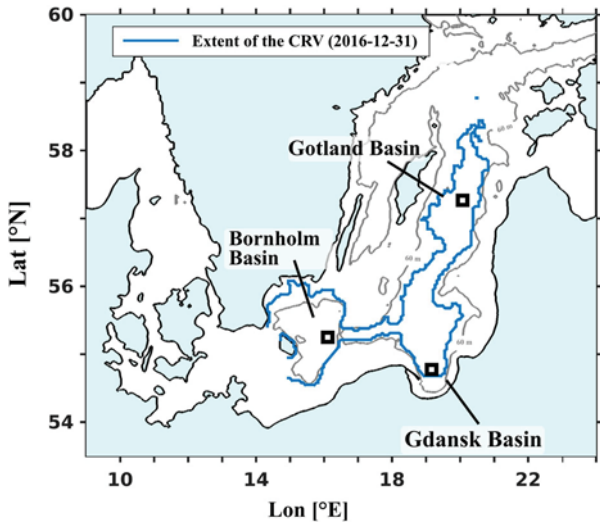 60
Extent of the CRV (2016-12-31)
60 m
58
Gotland Basin
Lat [°N]
Bornholm
Basin
60 m
56
60 m
54
Gdansk Basin
10
14
18
22
Lon [°E]